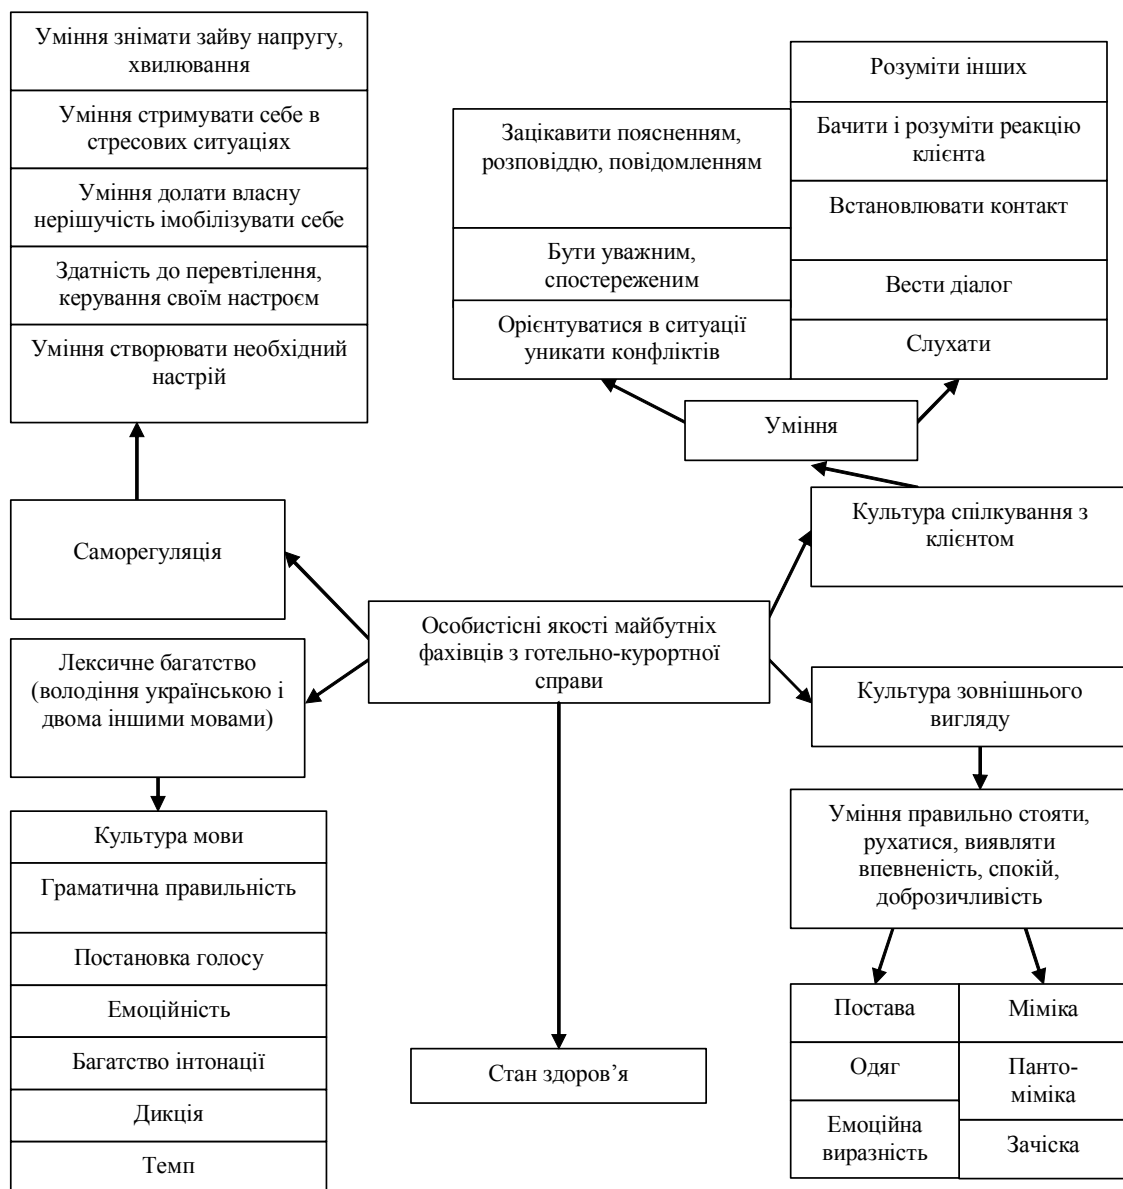 Уміння знімати зайву напругу,
хвилювання
Уміння стримувати себе в
стресових ситуаціях
Уміння долати власну
нерішучість імобілізувати себе
Здатність до перевтілення,
керування своїм настроєм
Уміння створювати необхідний
настрій
Зацікавити поясненням,
розповіддю, повідомленням
Бути уважним,
спостереженим
Орієнтуватися в ситуації
уникати конфліктів
Розуміти інших
Бачити і розуміти реакцію
клієнта
Встановлювати контакт
Вести діалог
Слухати
Уміння
Саморегуляція
Культура спілкування з
клієнтом
Особистісні якості майбутніх
фахівців з готельно-курортної
справи
Лексичне багатство
(володіння українською і
двома іншими мовами)
Культура зовнішнього
вигляду
Культура мови
Граматична правильність
Постановка голосу
Емоційність
Багатство інтонації
Дикція
Темп
Стан здоров’я
Уміння правильно стояти,
рухатися, виявляти
впевненість, спокій,
доброзичливість
Постава
Одяг
Емоційна
виразність
Міміка
Панто-
міміка
Зачіска